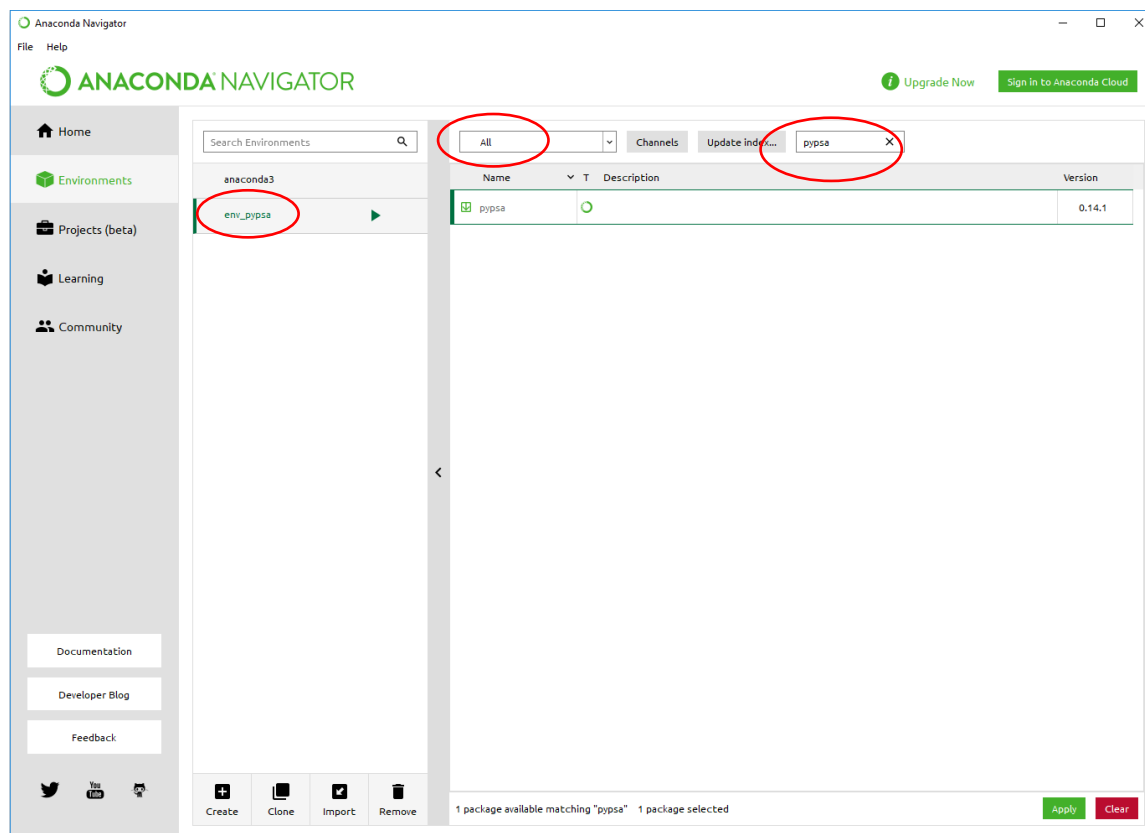 Anaconda Navigator
File Help
ANACONDA NAVIGATOR
i Upgrade Now
Sign in to Anaconda Cloud
Home
Environments
Projects (beta)
Learning
Community
Documentation
Developer Blog
Feedback
You Tube
Search Environments
anaconda3
env_pypsa
Create Clone Import Remove
All Channels Update index... pypsa
Name T Description Version
pypsa 0.14.1
1 package available matching "pypsa" 1 package selected
Apply Clear